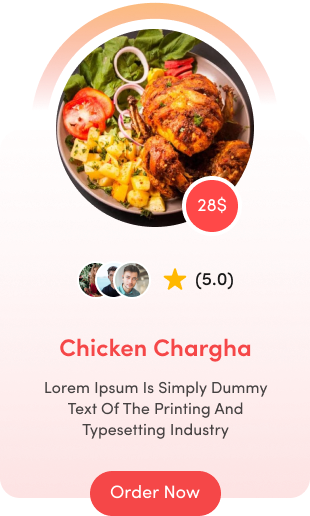 28$
(5.0)
Chicken Chargha
Lorem Ipsum Is Simply Dummy
Text Of The Printing And
Typesetting Industry
Order Now